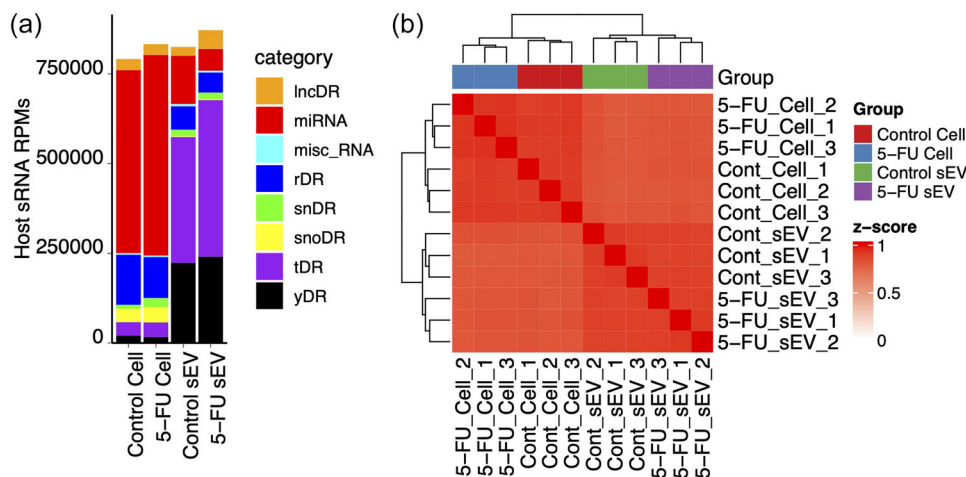 (a)
Host sRNA RPMs
750000
500000
250000
0
Control Cell
5-FU Cell
Control sEV
5-FU sEV
category
lncDR
miRNA
misc_RNA
rDR
snDR
snoDR
tDR
yDR
(b)
Group
5-FU_Cell_2
5-FU_Cell_1
5-FU_Cell_3
Cont_Cell_1
Cont_Cell_2
Cont_Cell_3
Cont_sEV_2
Cont_sEV_1
Cont_sEV_3
5-FU_sEV_3
5-FU_sEV_1
5-FU_sEV_2
5-FU_Cell_2
5-FU_Cell_1
5-FU_Cell_3
Cont_Cell_1
Cont_Cell_2
Cont_Cell_3
Cont_sEV_2
Cont_sEV_1
Cont_sEV_3
5-FU_sEV_3
5-FU_sEV_1
5-FU_sEV_2
Group
Control Cell
5-FU Cell
Control sEV
5-FU sEV
z-score
1
0.5
0